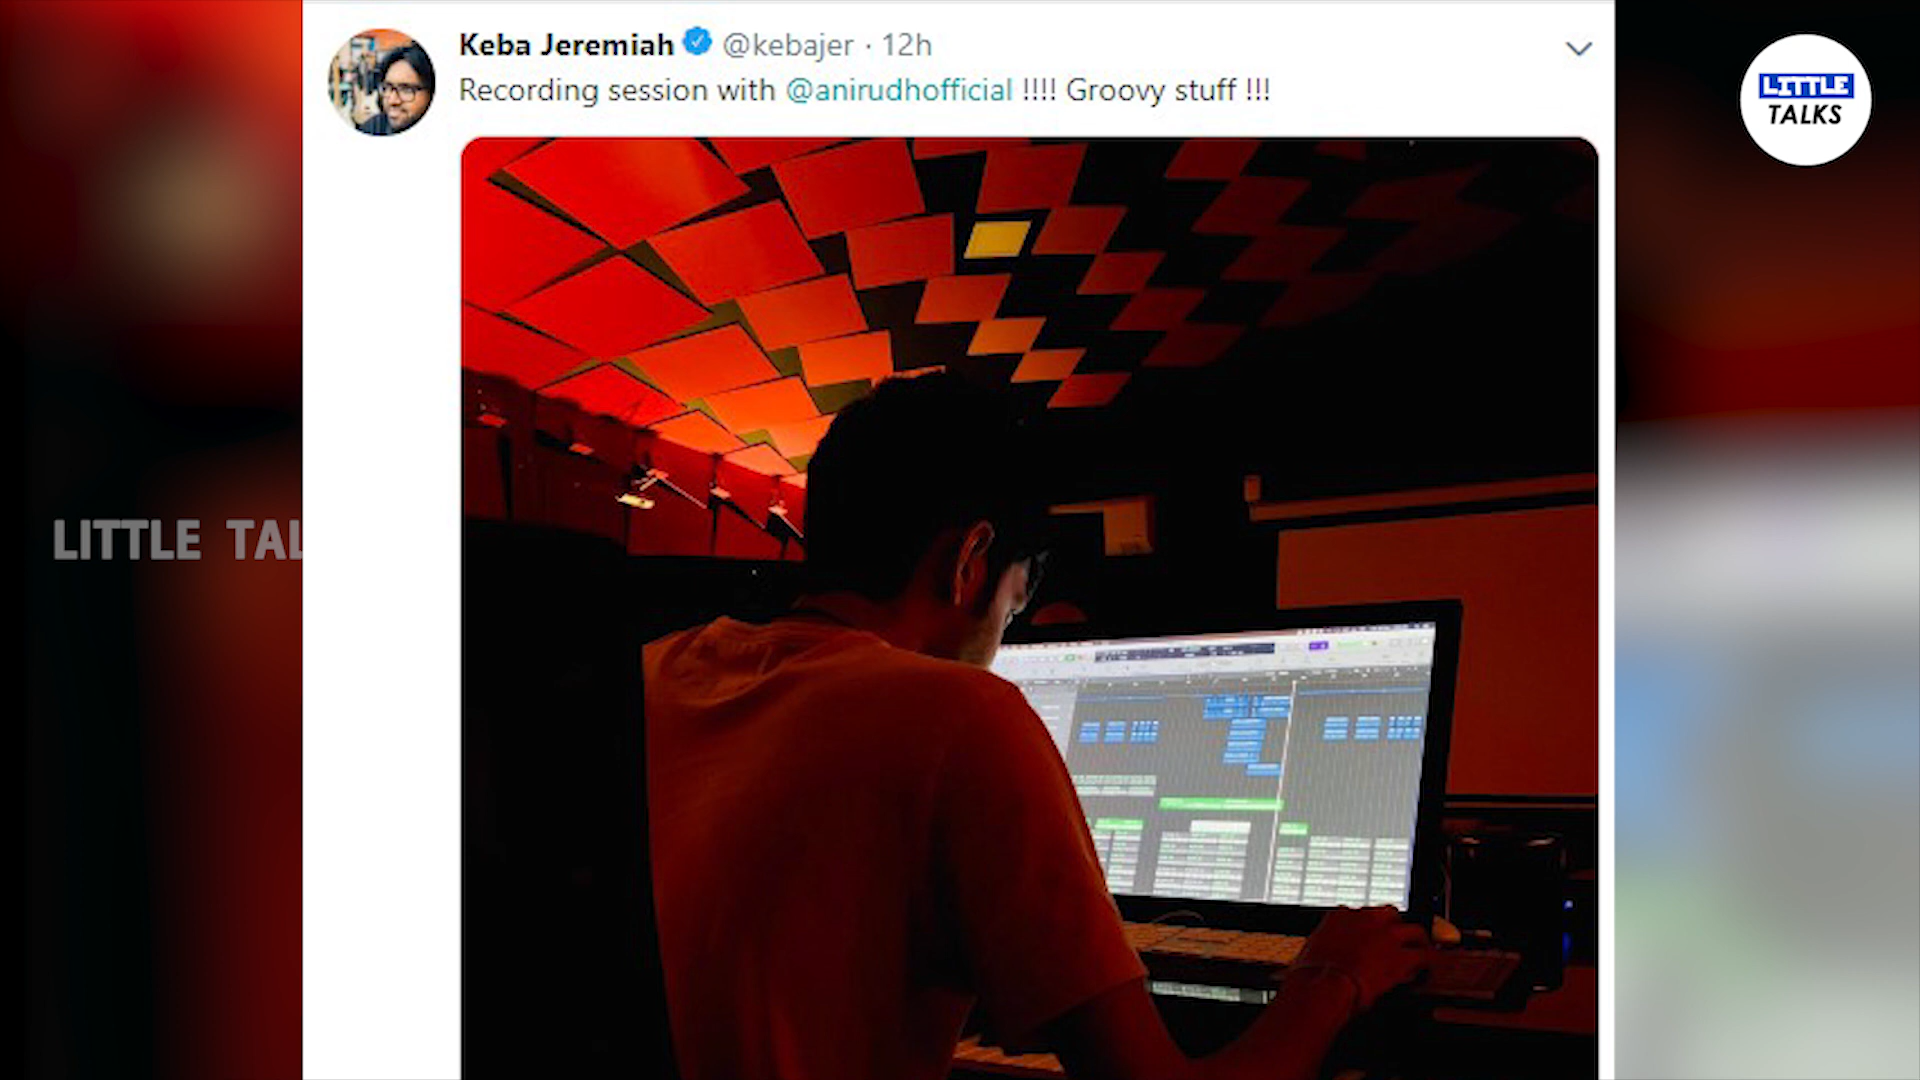 Keba Jeremiah @kebajer · 12h
Recording session with @anirudhofficial !!!! Groovy stuff !!!
LITTLE
TALKS
LITTLE TAL